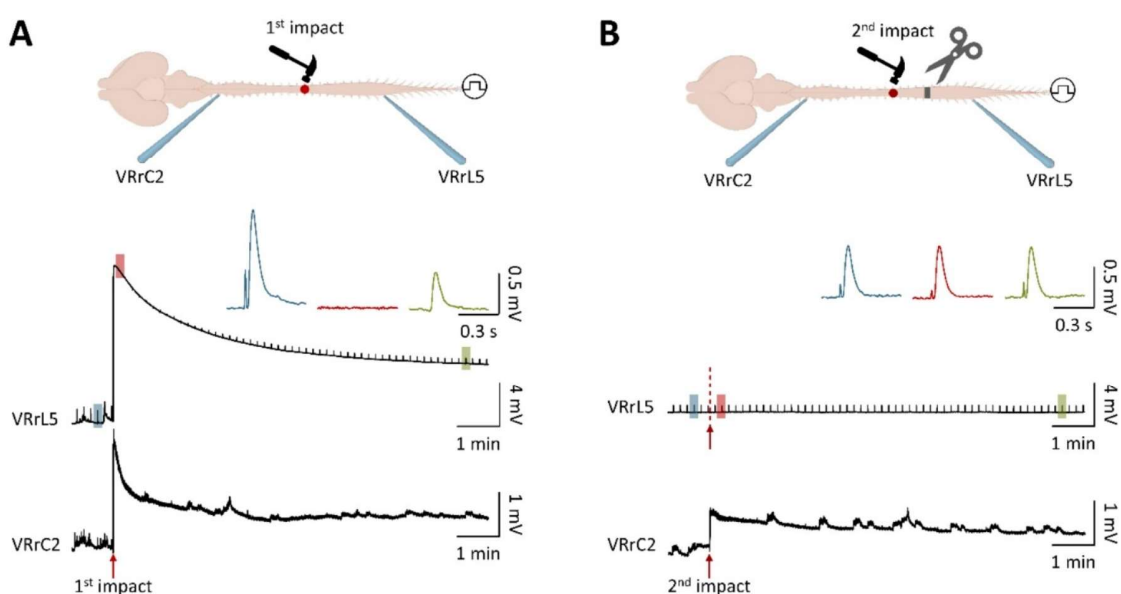 A
1st impact
VRrC2
VRrL5
0.5 mV
0.3 s
VRrL5
4 mV
1 min
VRrC2
1 mV
1 min
1st impact
B
2nd impact
VRrC2
VRrL5
0.5 mV
0.3 s
VRrL5
4 mV
1 min
VRrC2
1 mV
1 min
2nd impact